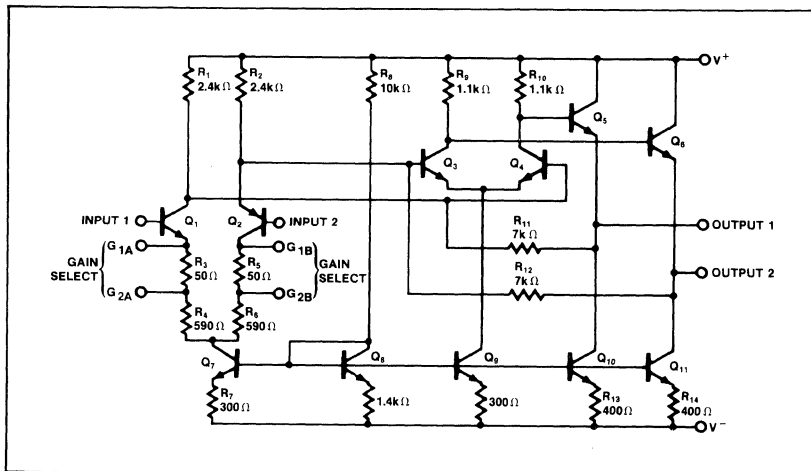 R1
2.4kΩ
R2
2.4kΩ
R8
10kΩ
R9
1.1kΩ
R10
1.1kΩ
V+
Q5
Q6
Q3
Q4
INPUT 1
Q1
Q2
INPUT 2
R11
7kΩ
OUTPUT 1
G1A
G1B
GAIN
SELECT
R3
50Ω
R5
50Ω
GAIN
SELECT
R12
7kΩ
OUTPUT 2
G2A
G2B
R4
590Ω
R6
590Ω
Q7
Q8
Q9
Q10
Q11
R7
300Ω
1.4kΩ
300Ω
R13
400Ω
R14
400Ω
V-